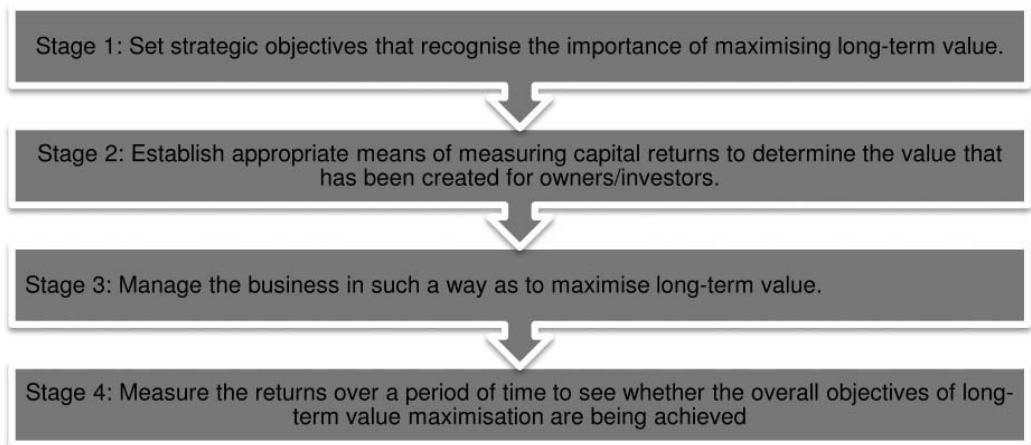 Stage 1: Set strategic objectives that recognise the importance of maximising long-term value.
Stage 2: Establish appropriate means of measuring capital returns to determine the value that
has been created for owners/investors.
Stage 3: Manage the business in such a way as to maximise long-term value.
Stage 4: Measure the returns over a period of time to see whether the overall objectives of long-
term value maximisation are being achieved